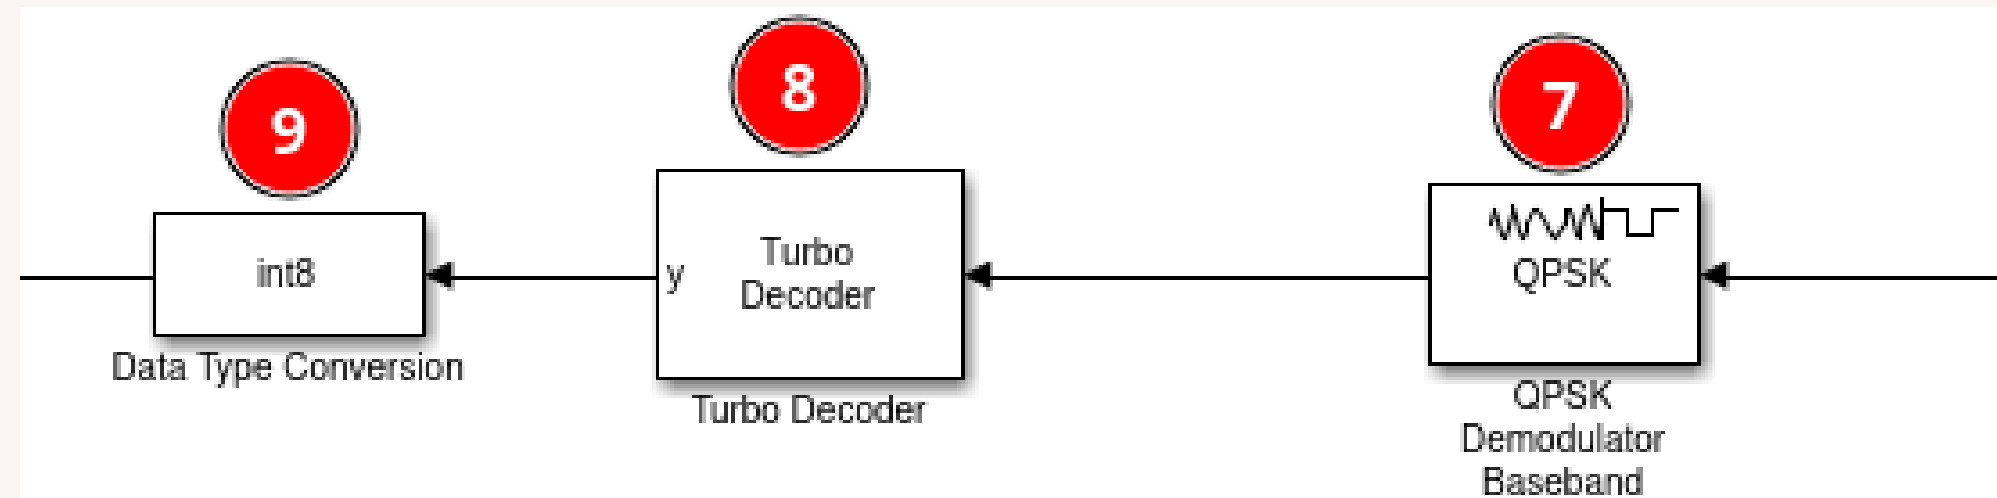 9
8
7
int8
y
Turbo
Decoder
QPSK
Data Type Conversion
Turbo Decoder
QPSK
Demodulator
Baseband